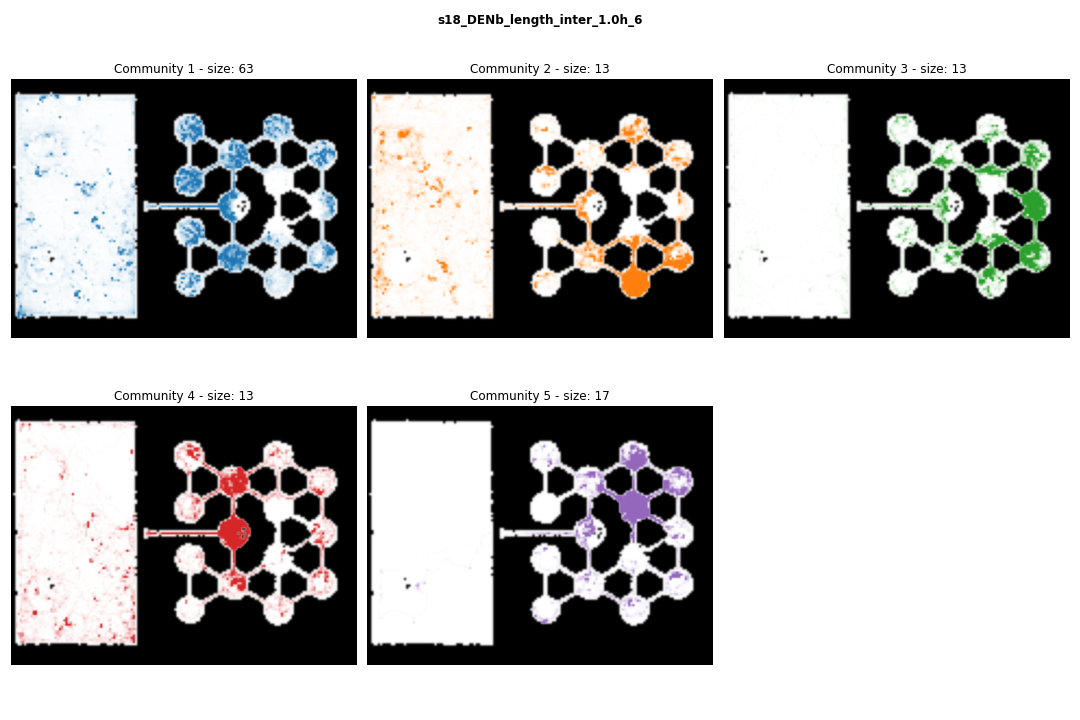 s18_DENb_length_inter_1.0h_6
Community 1 - size: 63
Community 2 - size: 13
Community 3 - size: 13
Community 4 - size: 13
Community 5 - size: 17